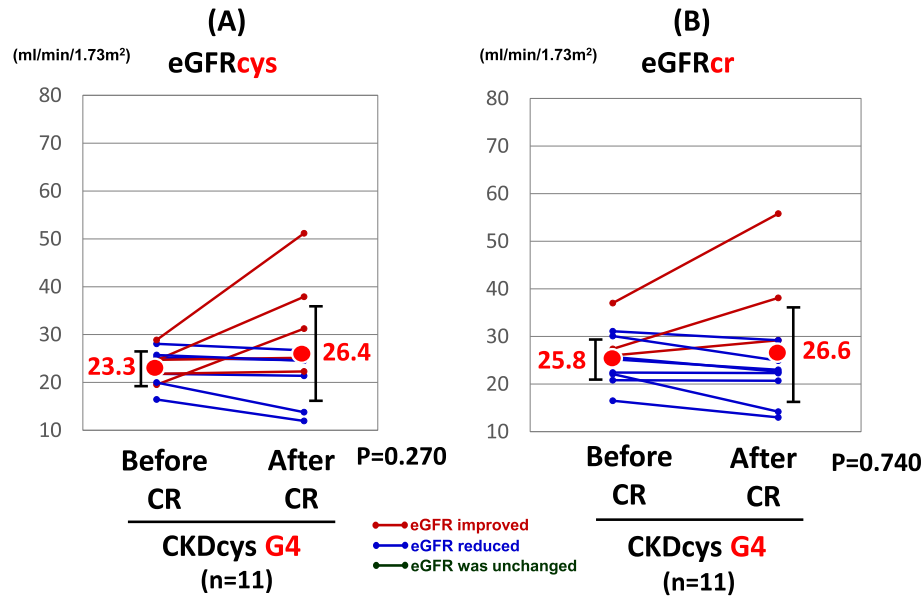 (A)
(ml/min/1.73m²)
eGFRcys
80
70
60
50
40
30
20
10
23.3
26.4
Before
CR
After
CR
P=0.270
CKDcys G4
(n=11)
(B)
(ml/min/1.73m²)
eGFRcr
80
70
60
50
40
30
20
10
25.8
26.6
Before
CR
After
CR
P=0.740
CKDcys G4
(n=11)
eGFR improved
eGFR reduced
eGFR was unchanged